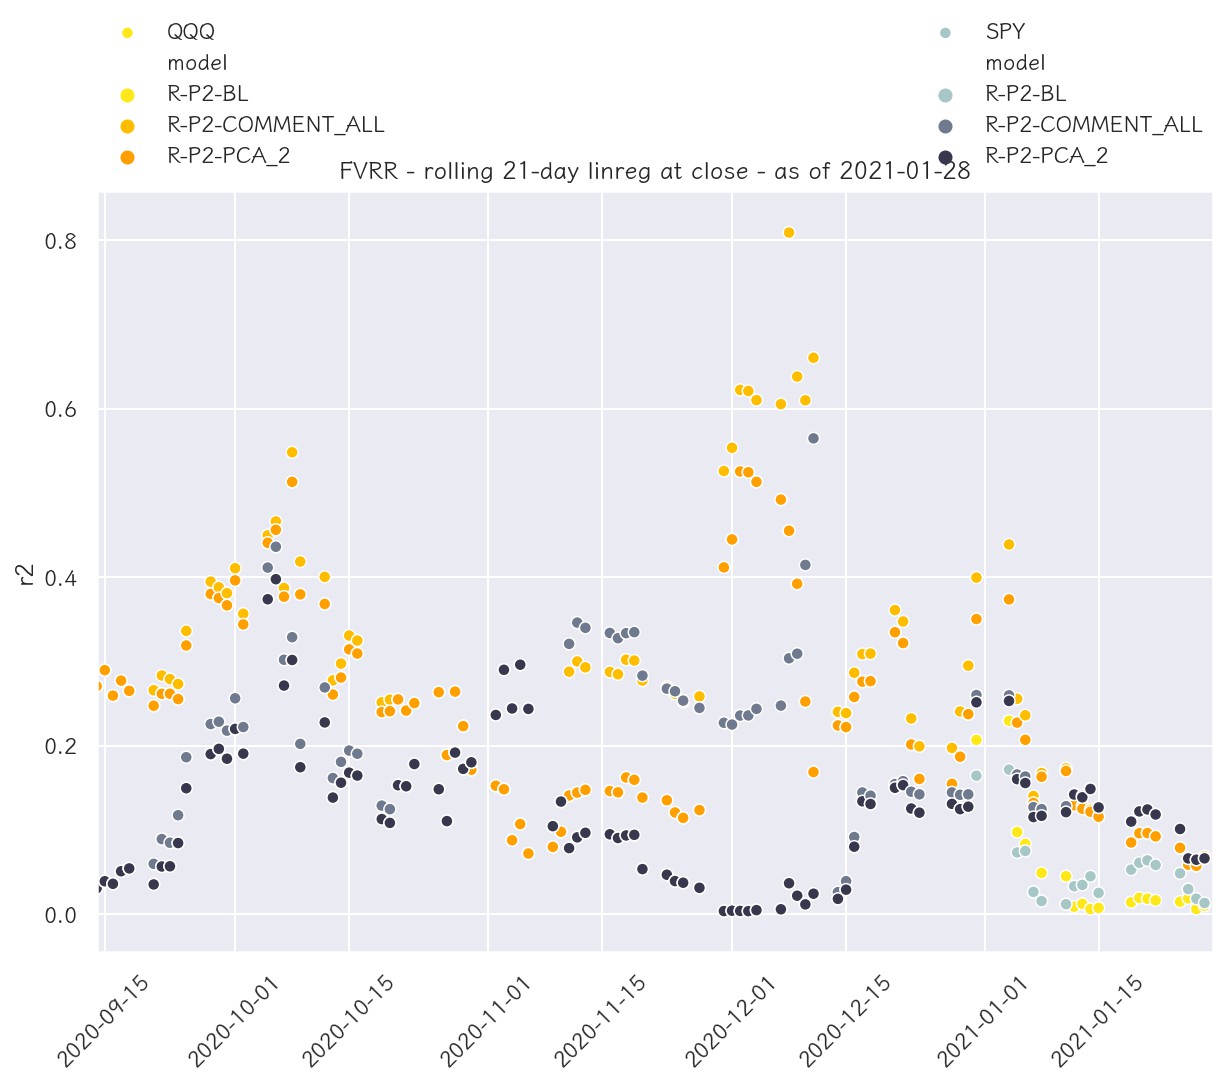 QQQ
model
R-P2-BL
R-P2-COMMENT_ALL
R-P2-PCA_2
SPY
model
R-P2-BL
R-P2-COMMENT_ALL
R-P2-PCA_2
FVRR - rolling 21-day linreg at close - as of 2021-01-28
r2
0.8
0.6
0.4
0.2
0.0
2020-09-15
2020-10-01
2020-10-15
2020-11-01
2020-11-15
2020-12-01
2020-12-15
2021-01-01
2021-01-15